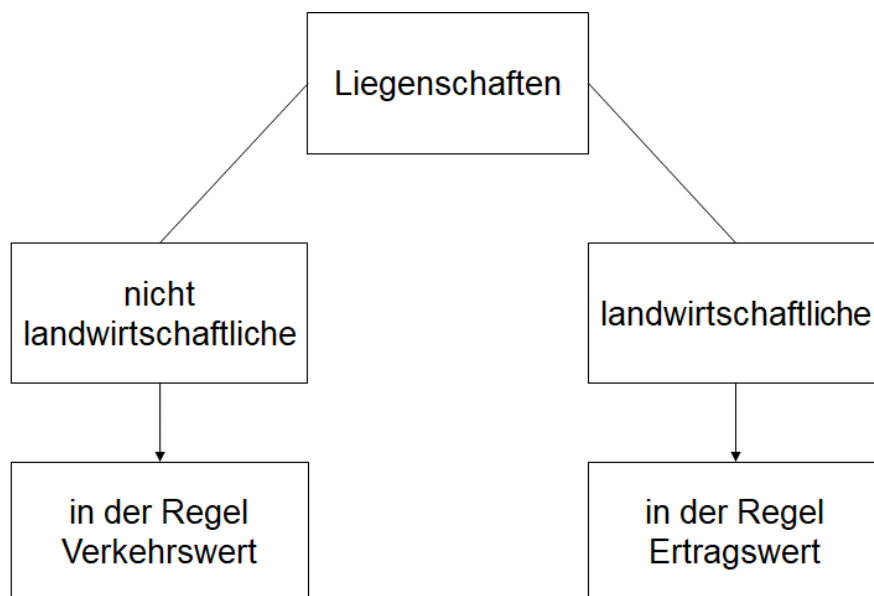 Liegenschaften
nicht
landwirtschaftliche
landwirtschaftliche
in der Regel
Verkehrswert
in der Regel
Ertragswert